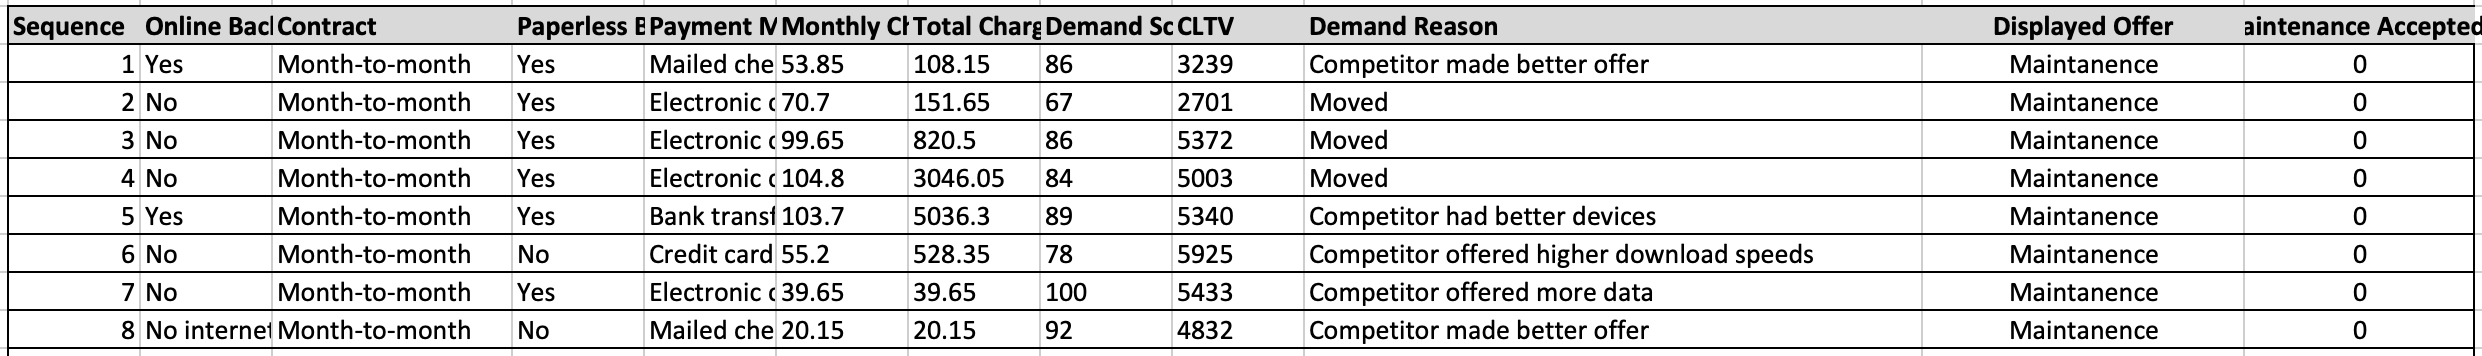 Sequence Online Bac Contract Paperless B Payment M Monthly Ch Total Charg Demand Sc CLTV Demand Reason Displayed Offer aintenance Accepted
1 Yes Month-to-month Yes Mailed che 53.85 108.15 86 3239 Competitor made better offer Maintanence 0
2 No Month-to-month Yes Electronic c 70.7 151.65 67 2701 Moved Maintanence 0
3 No Month-to-month Yes Electronic c 99.65 820.5 86 5372 Moved Maintanence 0
4 No Month-to-month Yes Electronic c 104.8 3046.05 84 5003 Moved Maintanence 0
5 Yes Month-to-month Yes Bank transf 103.7 5036.3 89 5340 Competitor had better devices Maintanence 0
6 No Month-to-month No Credit card 55.2 528.35 78 5925 Competitor offered higher download speeds Maintanence 0
7 No Month-to-month Yes Electronic c 39.65 39.65 100 5433 Competitor offered more data Maintanence 0
8 No internet Month-to-month No Mailed che 20.15 20.15 92 4832 Competitor made better offer Maintanence 0